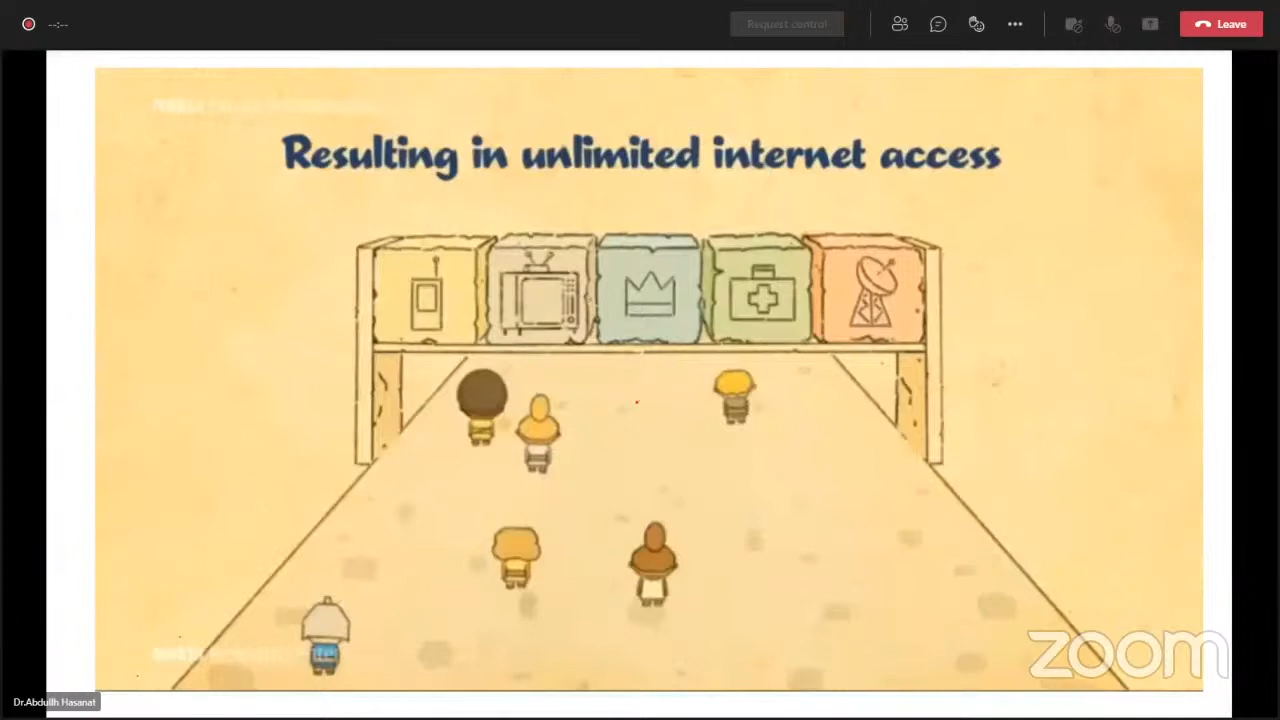 --:--
Request control
Leave
Resulting in unlimited internet access
zoom
Dr.Abdullh Hasanat